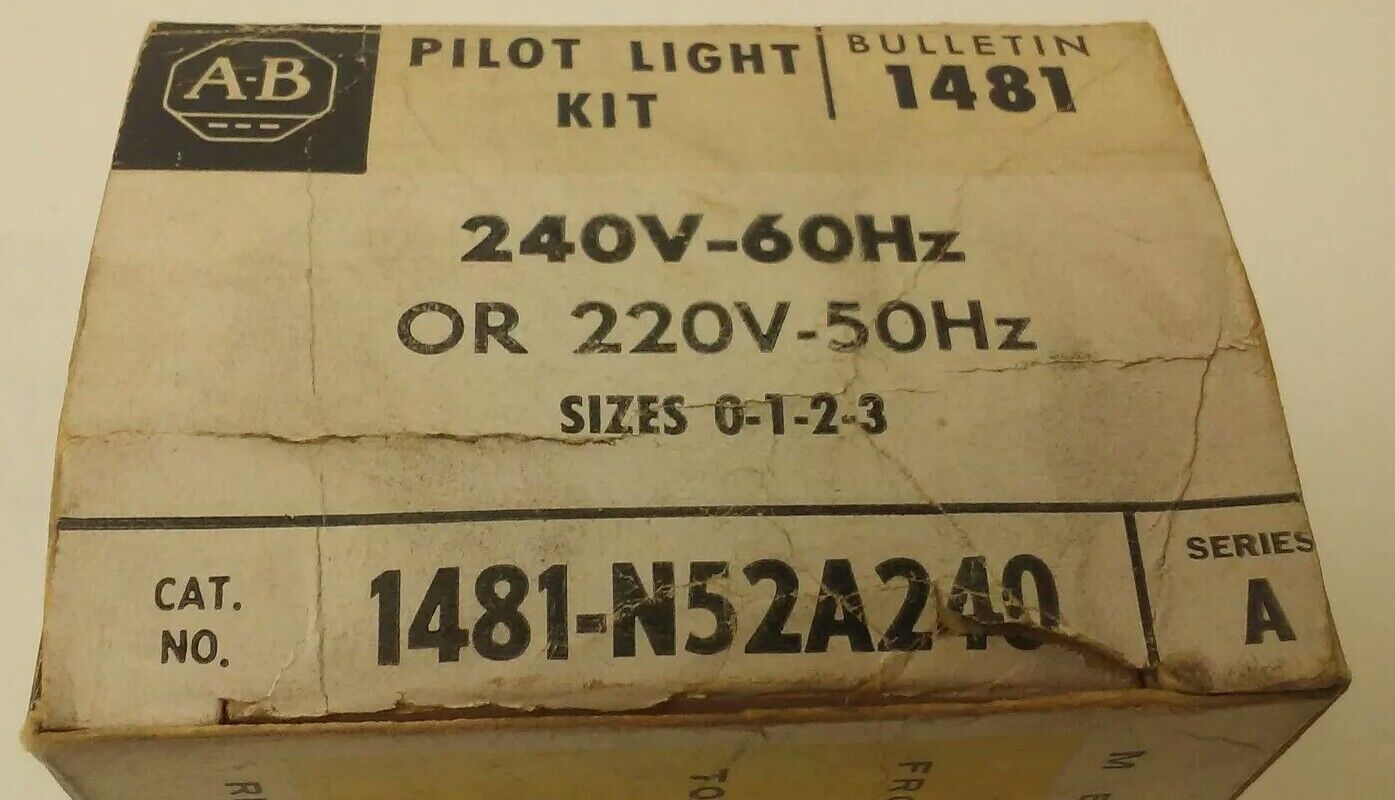 A-B
PILOT LIGHT
KIT
BULLETIN
1481
240V-60Hz
OR 220V-50Hz
SIZES 0-1-2-3
CAT.
NO.
1481-N52A240
SERIES
A
TO